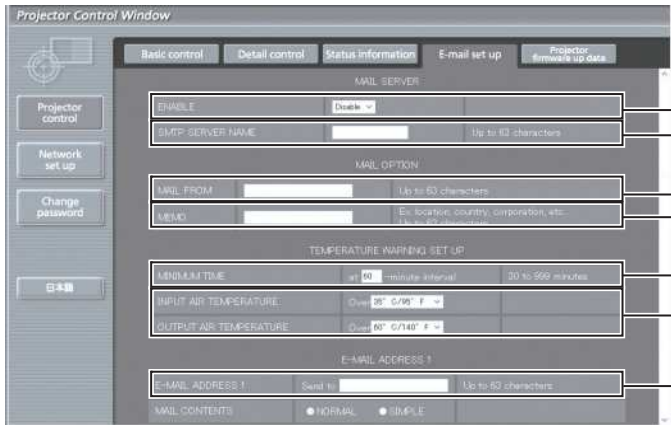 Projector Control Window
Basic control
Detail control
Status information
E-mail set up
Projector
firmware up data
MAIL SERVER
Projector
control
ENABLE
Disable
SMTP SERVER NAME
Up to 63 characters
Network
set up
MAIL OPTION
MAIL FROM
Up to 63 characters
Change
password
MEMO
Ex. location, country, corporation, etc.
Up to 63 characters
TEMPERATURE WARNING SET UP
MINIMUM TIME
at 60 -minute interval
30 to 999 minutes
日本語
INPUT AIR TEMPERATURE
Over 35° C/95° F
OUTPUT AIR TEMPERATURE
Over 60° C/140° F
E-MAIL ADDRESS 1
E-MAIL ADDRESS 1
Send to
Up to 63 characters
MAIL CONTENTS
NORMAL
SIMPLE